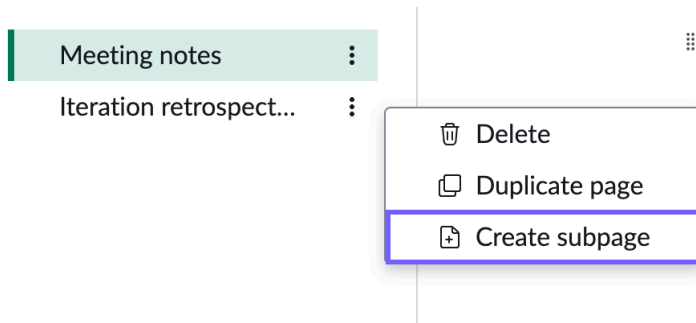 Meeting notes
Iteration retrospect...
Delete
Duplicate page
Create subpage